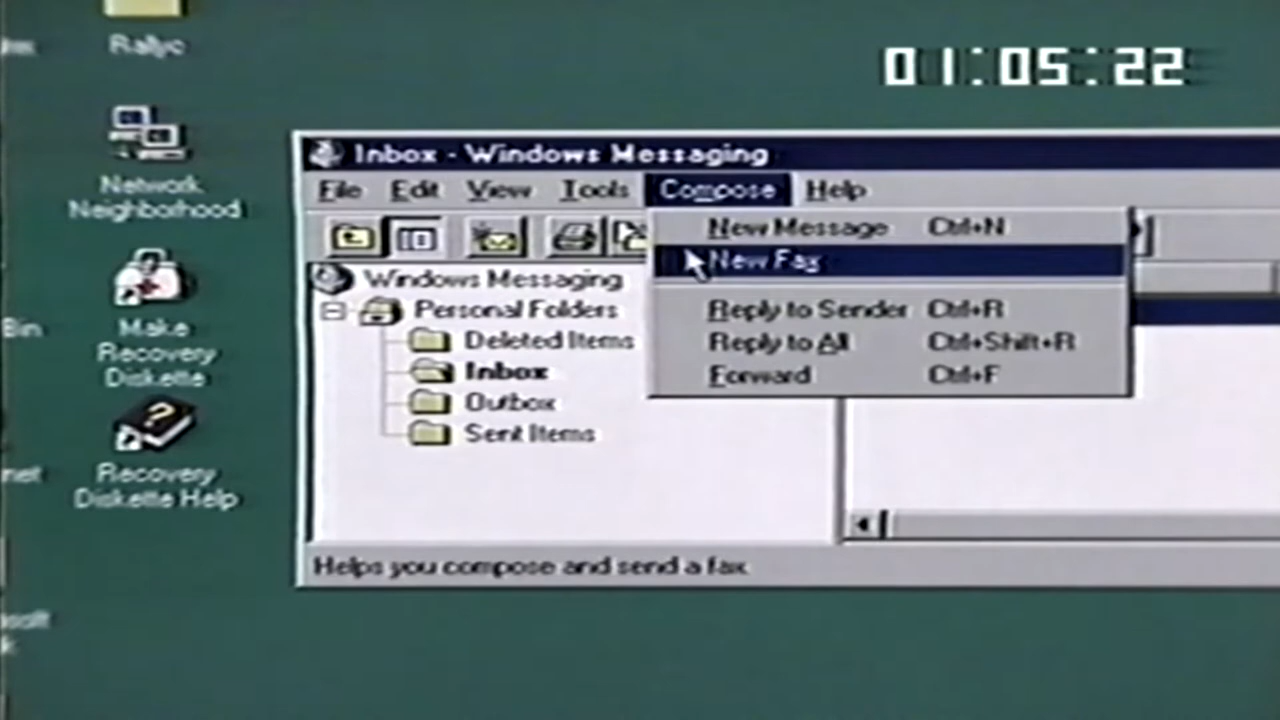 01:05:22
Network
Neighborhood
Make
Recovery
Diskette
Recovery
Diskette Help
Bin
Inbox - Windows Messaging
File Edit View Tools Compose Help
New Message Ctrl+N
New Fax
Reply to Sender Ctrl+R
Reply to All Ctrl+Shift+R
Forward Ctrl+F
Windows Messaging
Personal Folders
Deleted Items
Inbox
Outbox
Sent Items
Helps you compose and send a fax